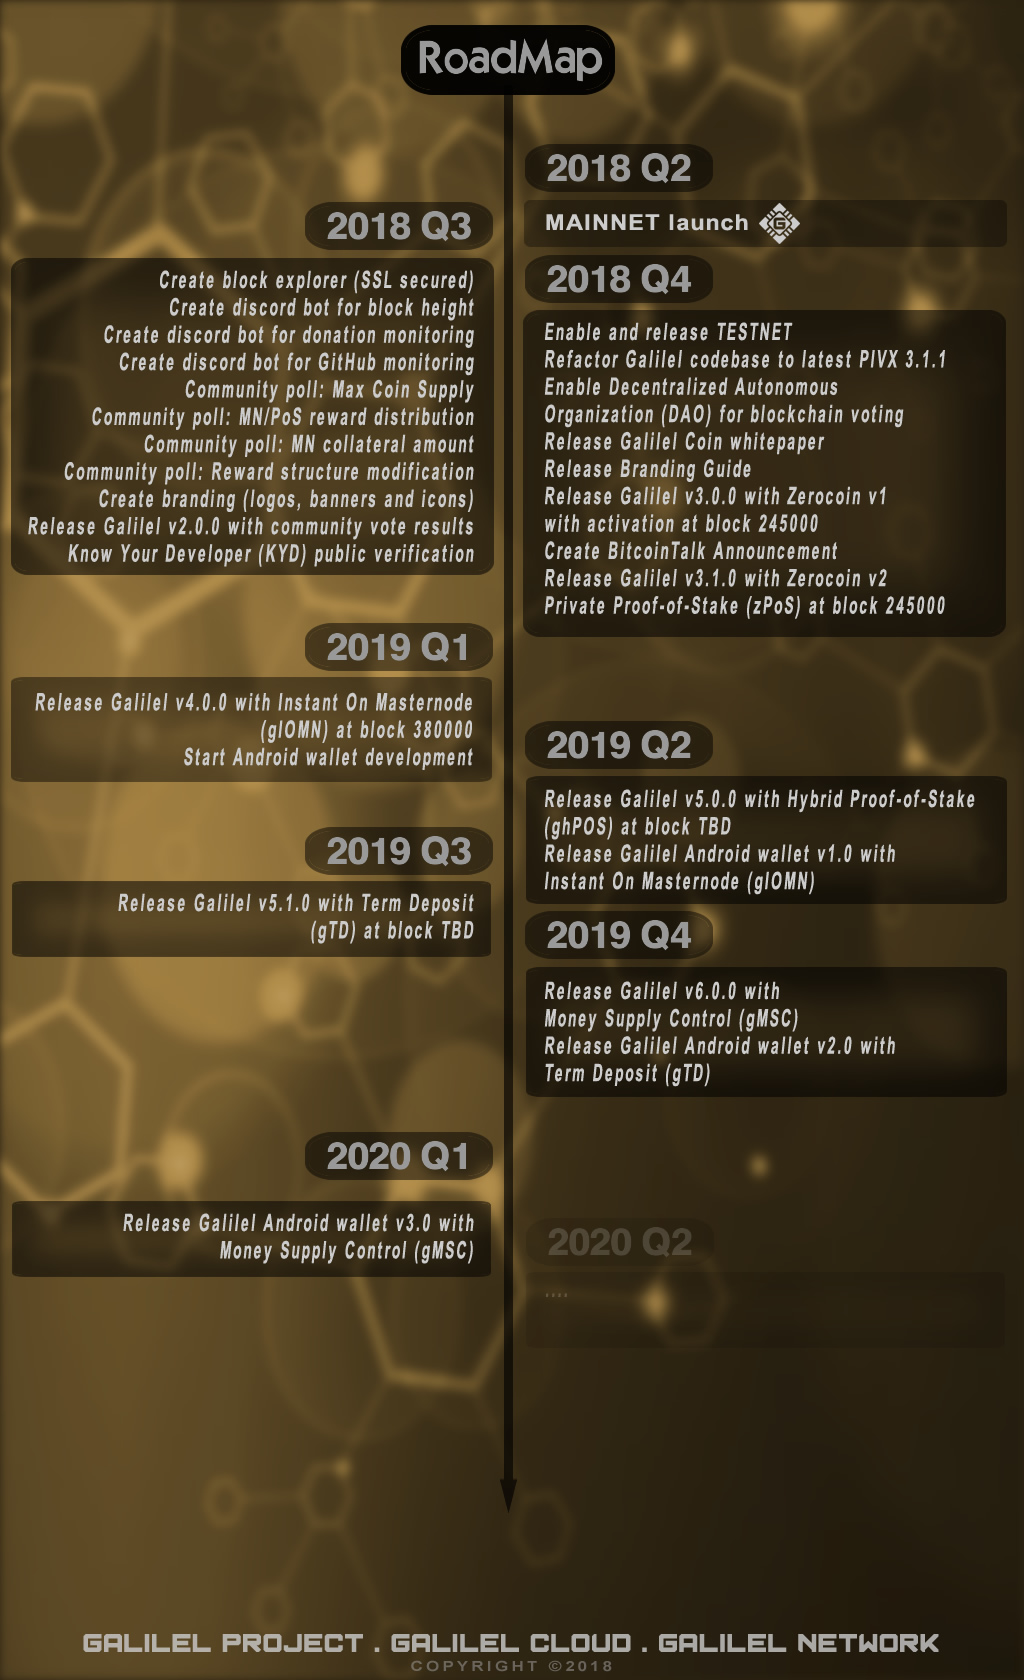 RoadMap
2018 Q2
MAINNET launch
2018 Q3
Create block explorer (SSL secured)
Create discord bot for block height
Create discord bot for donation monitoring
Create discord bot for GitHub monitoring
Community poll: Max Coin Supply
Community poll: MN/PoS reward distribution
Community poll: MN collateral amount
Community poll: Reward structure modification
Create branding (logos, banners and icons)
Release Galilel v2.0.0 with community vote results
Know Your Developer (KYD) public verification
2018 Q4
Enable and release TESTNET
Refactor Galilel codebase to latest PIVX 3.1.1
Enable Decentralized Autonomous
Organization (DAO) for blockchain voting
Release Galilel Coin whitepaper
Release Branding Guide
Release Galilel v3.0.0 with Zerocoin v1
with activation at block 245000
Create BitcoinTalk Announcement
Release Galilel v3.1.0 with Zerocoin v2
Private Proof-of-Stake (zPoS) at block 245000
2019 Q1
Release Galilel v4.0.0 with Instant On Masternode
(gIOMN) at block 380000
Start Android wallet development
2019 Q2
Release Galilel v5.0.0 with Hybrid Proof-of-Stake
(ghPOS) at block TBD
Release Galilel Android wallet v1.0 with
Instant On Masternode (gIOMN)
2019 Q3
Release Galilel v5.1.0 with Term Deposit
(gTD) at block TBD
2019 Q4
Release Galilel v6.0.0 with
Money Supply Control (gMSC)
Release Galilel Android wallet v2.0 with
Term Deposit (gTD)
2020 Q1
Release Galilel Android wallet v3.0 with
Money Supply Control (gMSC)
2020 Q2
,,,,
GALILEL PROJECT . GALILEL CLOUD . GALILEL NETWORK
COPYRIGHT ©2018